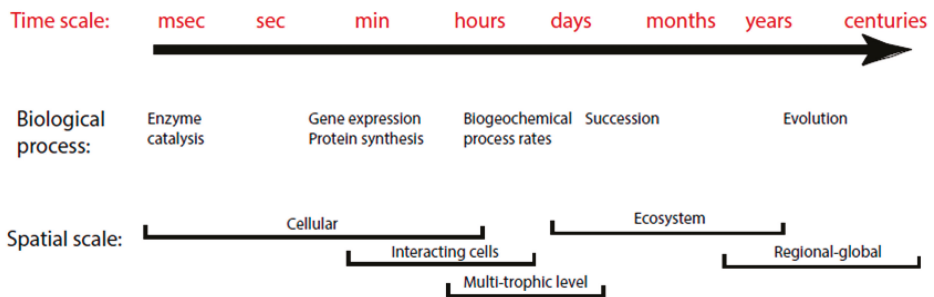 Time scale: msec sec min hours days months years centuries
Biological process:
Enzyme catalysis
Gene expression
Protein synthesis
Biogeochemical process rates
Succession
Evolution
Spatial scale:
Cellular
Ecosystem
Interacting cells
Regional-global
Multi-trophic level